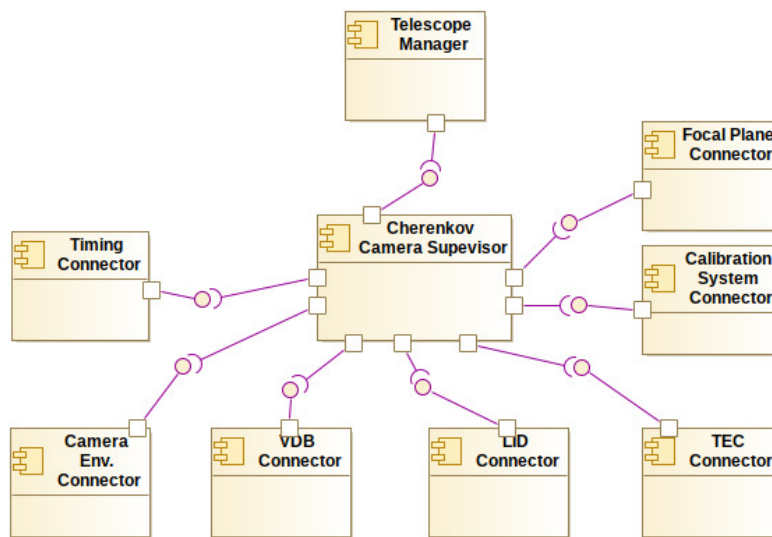 Telescope
Manager
Focal Plane
Connector
Timing
Connector
Cherenkov
Camera Supevisor
Calibration
System
Connector
Camera
Env.
Connector
VDB
Connector
LID
Connector
TEC
Connector